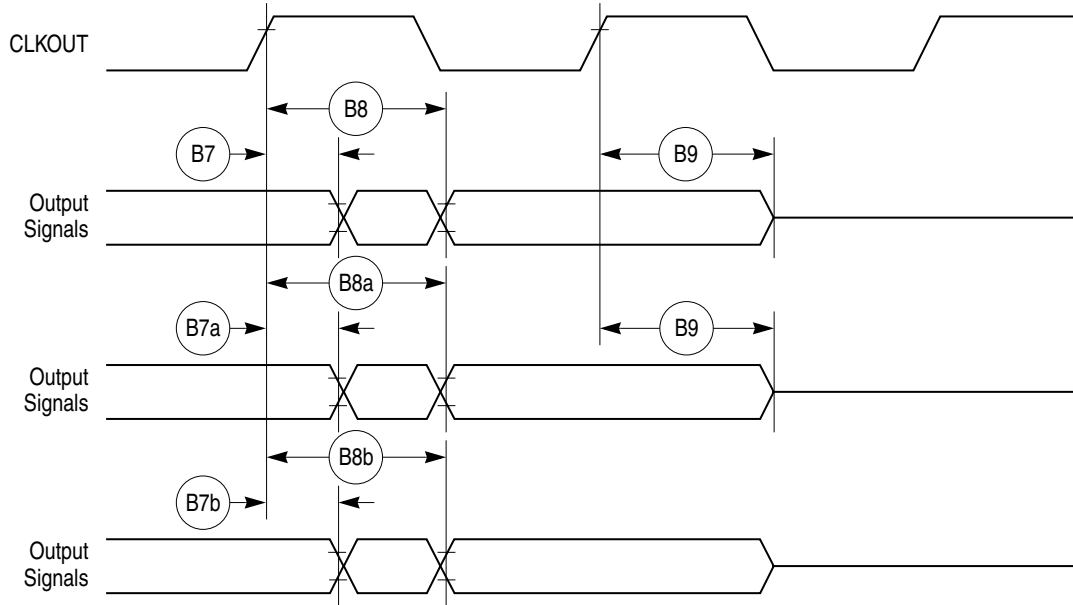 CLKOUT
B8
B7
B9
Output
Signals
B8a
B7a
B9
Output
Signals
B8b
B7b
Output
Signals